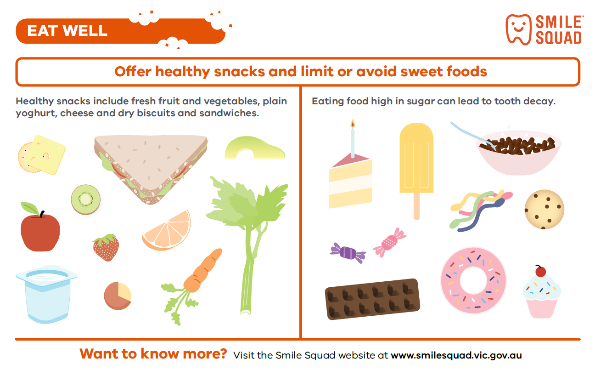 EAT WELL
SMILE
SQUAD
Offer healthy snacks and limit or avoid sweet foods
Healthy snacks include fresh fruit and vegetables, plain
yoghurt, cheese and dry biscuits and sandwiches.
Eating food high in sugar can lead to tooth decay.
Want to know more? Visit the Smile Squad website at www.smilesquad.vic.gov.au